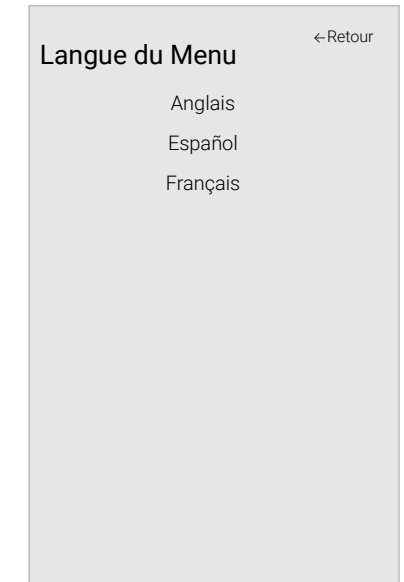 ←Retour
Langue du Menu
Anglais
Español
Français